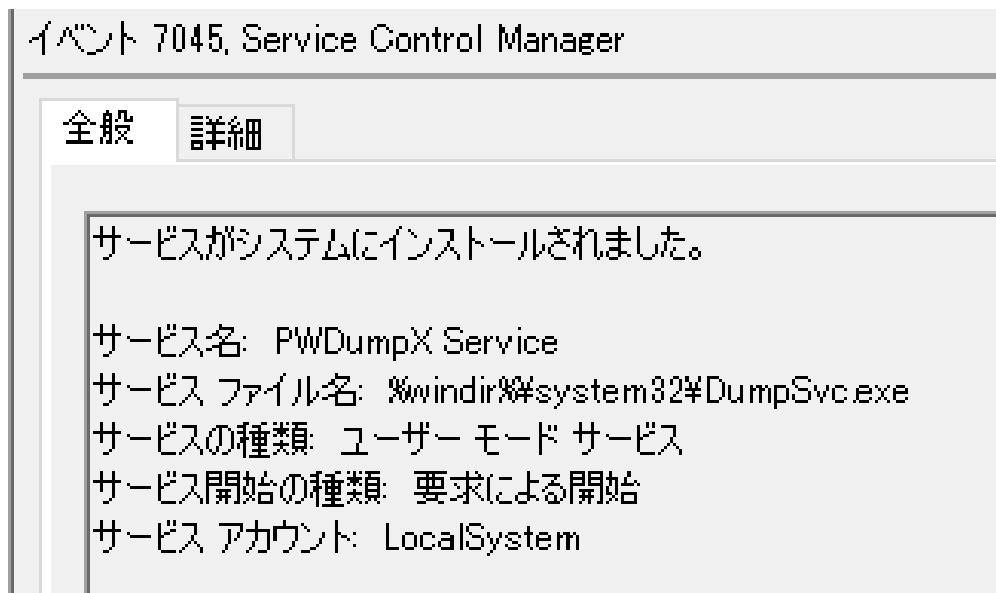 イベント 7045, Service Control Manager
全般
詳細
サービスがシステムにインストールされました。
サービス名: PWDumpX Service
サービス ファイル名: %windir%¥system32¥DumpSvc.exe
サービスの種類: ユーザー モード サービス
サービス開始の種類: 要求による開始
サービス アカウント: LocalSystem